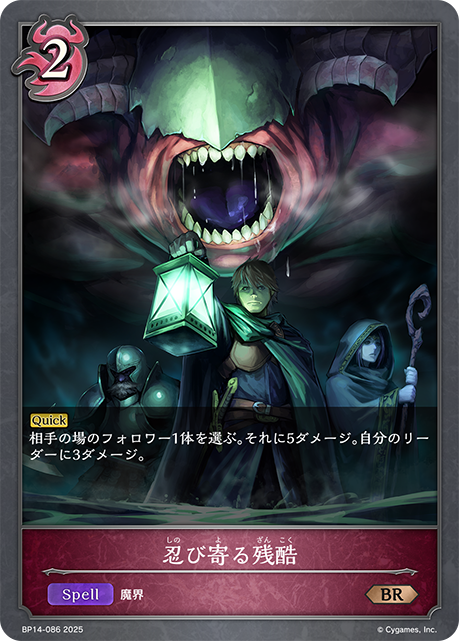 2
Quick
相手の場のフォロワー1体を選ぶ。それに5ダメージ。自分のリー
ダーに3ダメージ。
しの よ ざんこく
忍び寄る残酷
Spell 魔界 BR
BP14-086 2025 © Cygames, Inc.